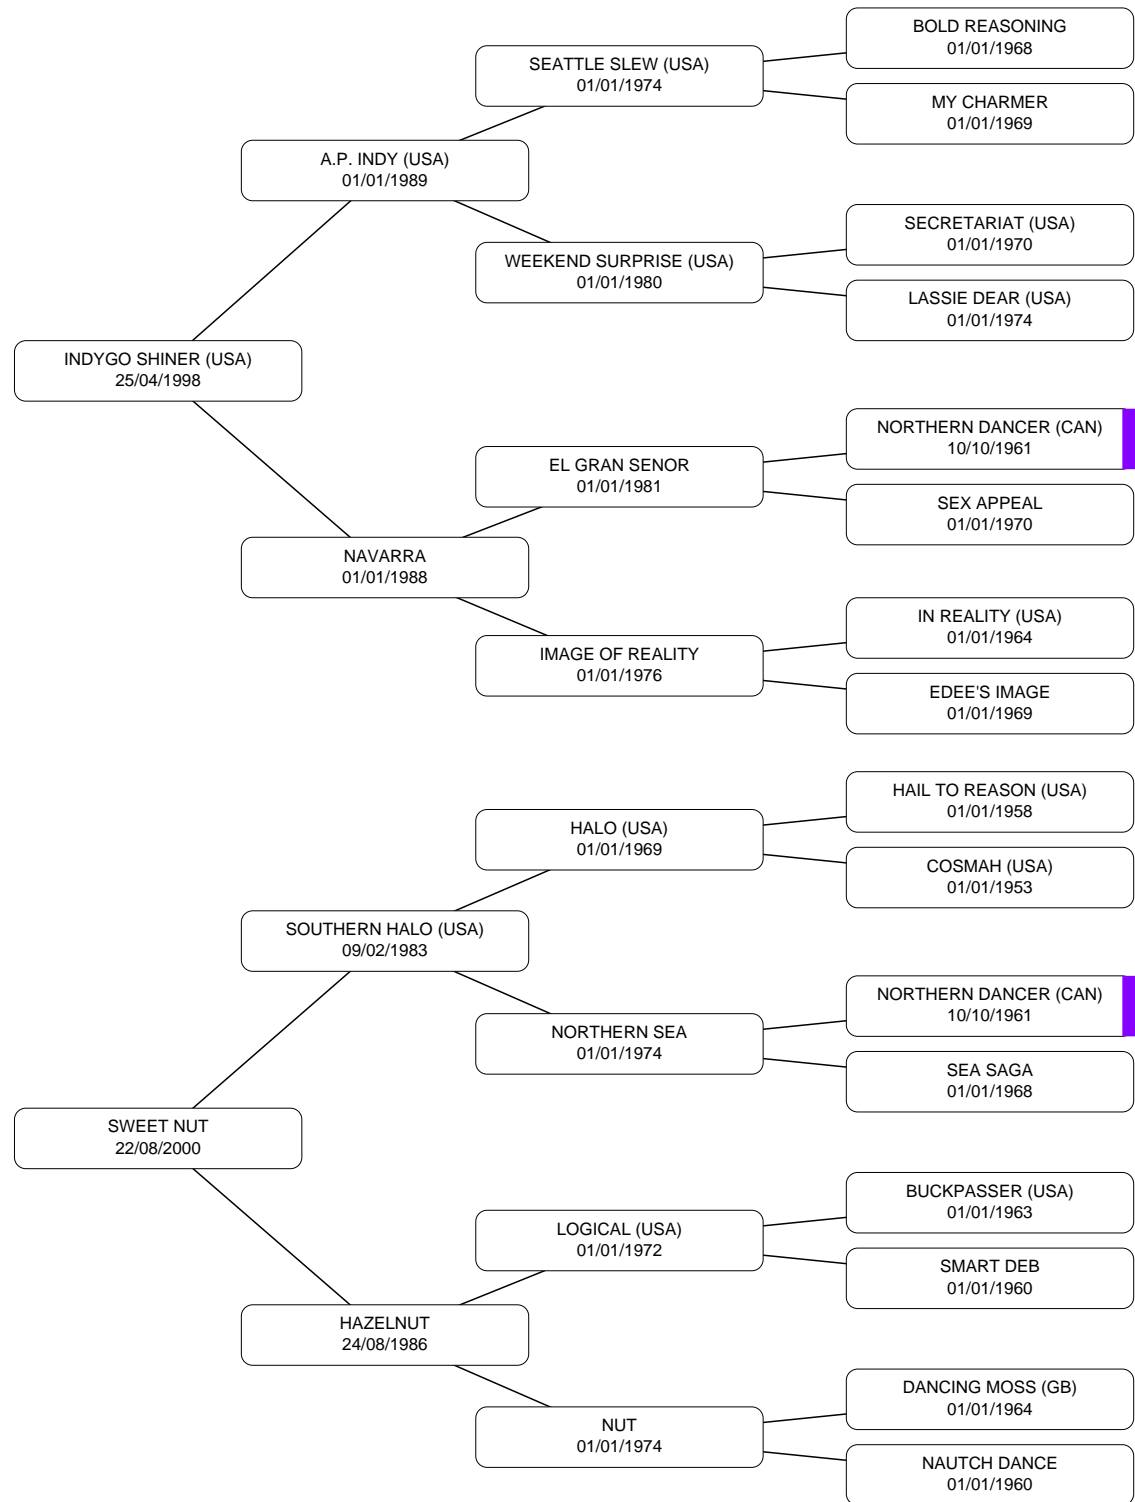 BOLD REASONING
01/01/1968
SEATTLE SLEW (USA)
01/01/1974
MY CHARMER
01/01/1969
A.P. INDY (USA)
01/01/1989
SECRETARIAT (USA)
01/01/1970
WEEKEND SURPRISE (USA)
01/01/1980
LASSIE DEAR (USA)
01/01/1974
INDYGO SHINER (USA)
25/04/1998
NORTHERN DANCER (CAN)
10/10/1961
EL GRAN SENOR
01/01/1981
SEX APPEAL
01/01/1970
NAVARRA
01/01/1988
IN REALITY (USA)
01/01/1964
IMAGE OF REALITY
01/01/1976
EDEE'S IMAGE
01/01/1969
HAIL TO REASON (USA)
01/01/1958
HALO (USA)
01/01/1969
COSMAH (USA)
01/01/1953
SOUTHERN HALO (USA)
09/02/1983
NORTHERN DANCER (CAN)
10/10/1961
NORTHERN SEA
01/01/1974
SEA SAGA
01/01/1968
SWEET NUT
22/08/2000
BUCKPASSER (USA)
01/01/1963
LOGICAL (USA)
01/01/1972
SMART DEB
01/01/1960
HAZELNUT
24/08/1986
DANCING MOSS (GB)
01/01/1964
NUT
01/01/1974
NAUTCH DANCE
01/01/1960